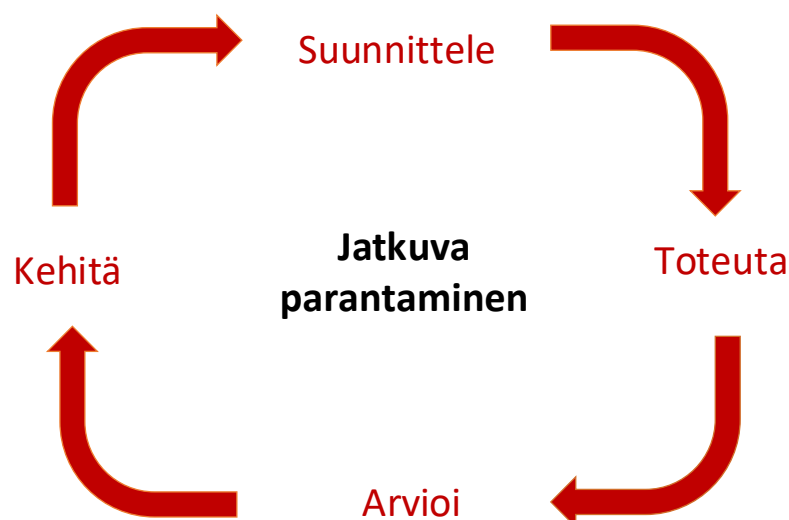 Suunnittele
Toteuta
Jatkuva
parantaminen
Kehitä
Arvioi